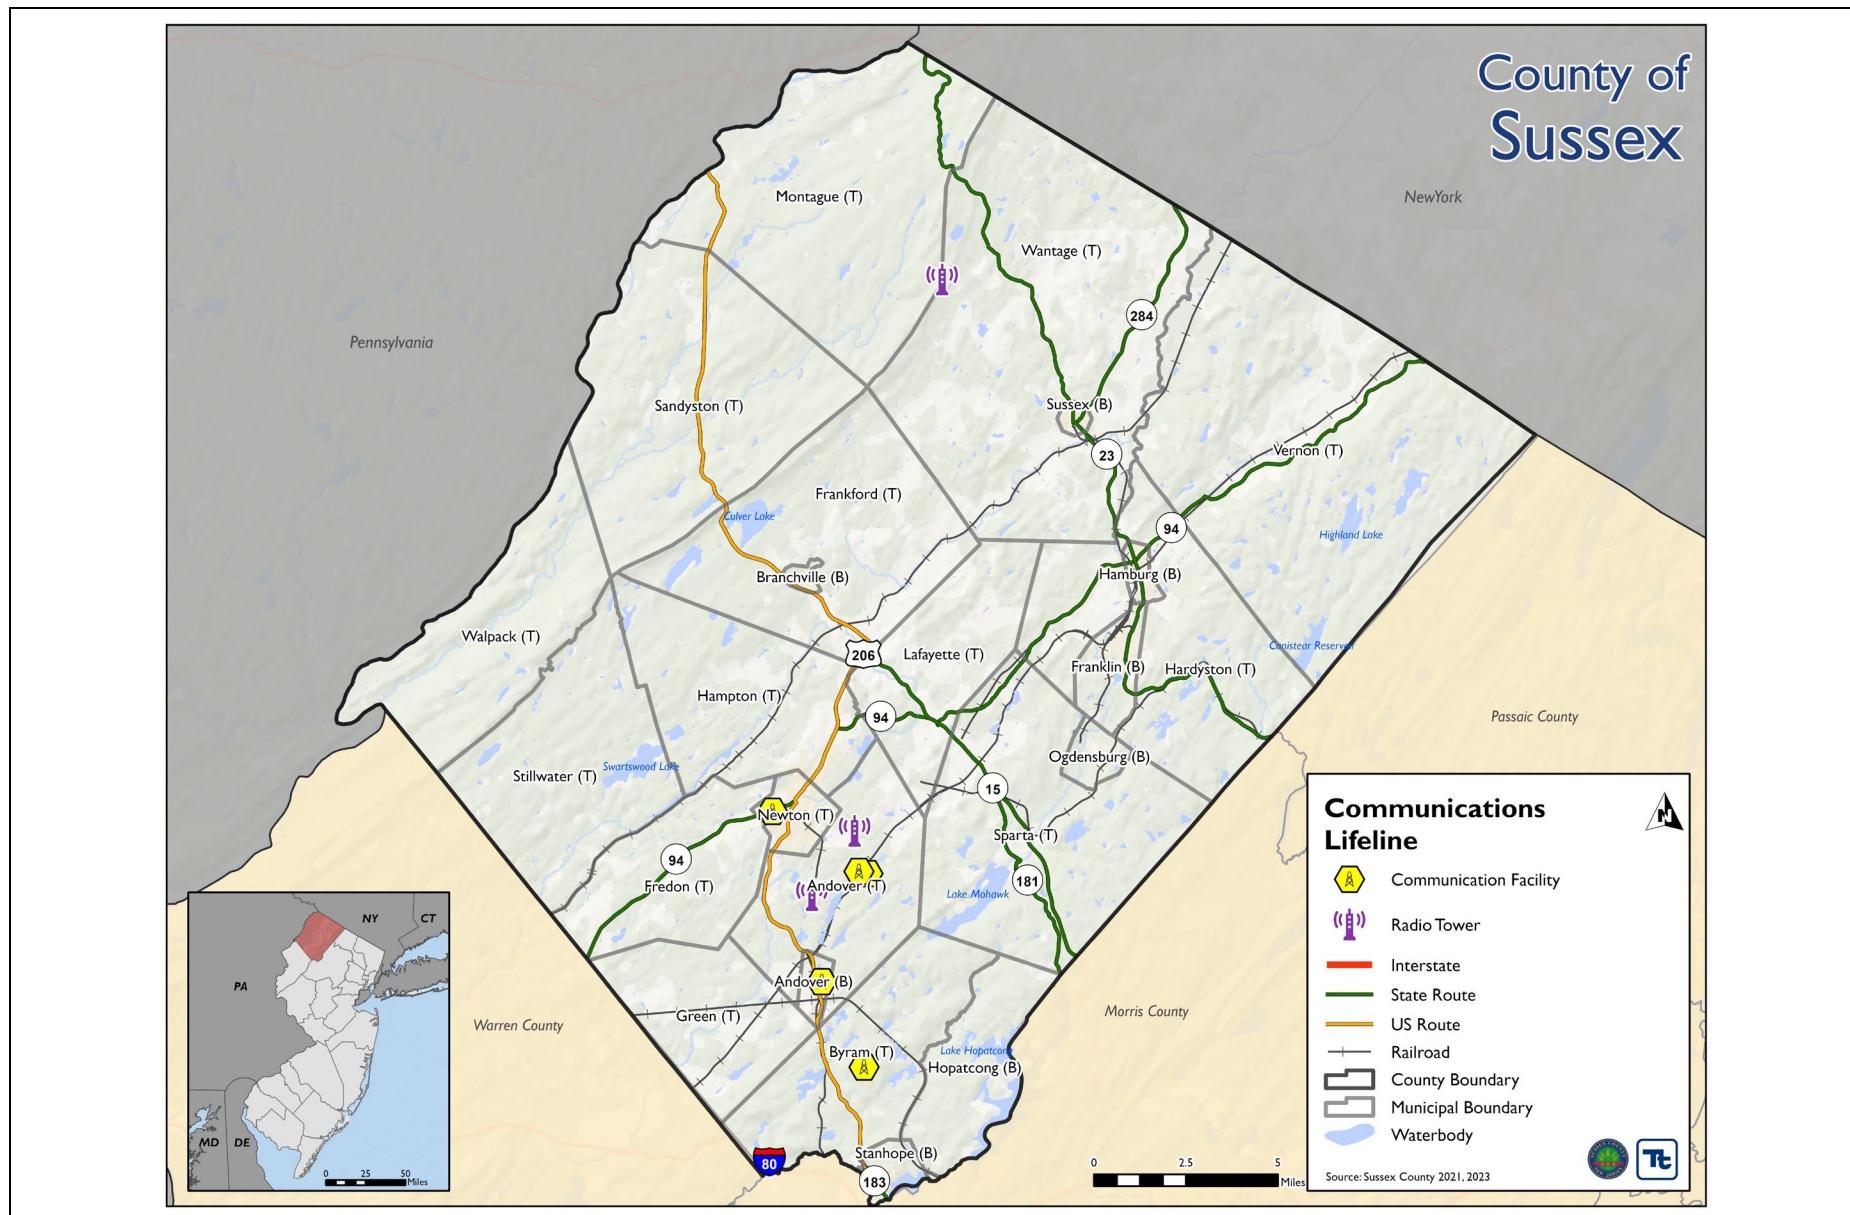 County of
Sussex
NewYork
Montague (T)
Wantage (T)
284
Pennsylvania
Sandyston (T)
Sussex (B)
23
Vernon (T)
Frankford (T)
Culver Lake
94
Highland Lake
Branchville (B)
Hamburg (B)
Walpack (T)
206
Lafayette (T)
Canistear Reservoir
Franklin (B)
Hardyston (T)
Hampton (T)
94
Passaic County
Ogdensburg (B)
Stillwater (T)
Swartswood Lake
15
Newton (T)
Sparta (T)
94
Fredon (T)
Andover (T)
181
Lake Mohawk
Andover (B)
Green (T)
Warren County
Morris County
Byram (T)
Lake Hopatcong
Hopatcong (B)
Stanhope (B)
80
183
0 2.5 5
Miles
NY
CT
PA
MD
DE
0 25 50
Miles
Communications
Lifeline
N
Communication Facility
Radio Tower
Interstate
State Route
US Route
Railroad
County Boundary
Municipal Boundary
Waterbody
Source: Sussex County 2021, 2023
Tt